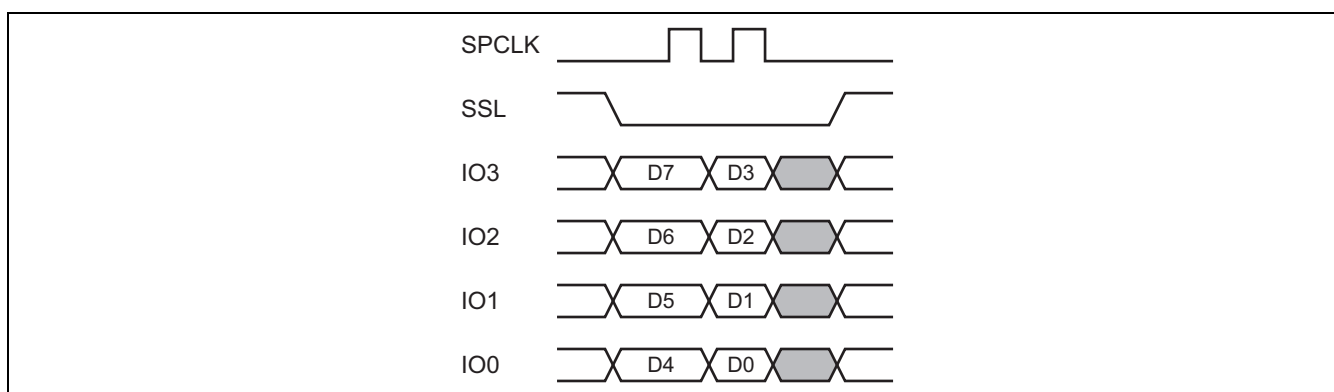 SPCLK
SSL
IO3 D7 D3
IO2 D6 D2
IO1 D5 D1
IO0 D4 D0